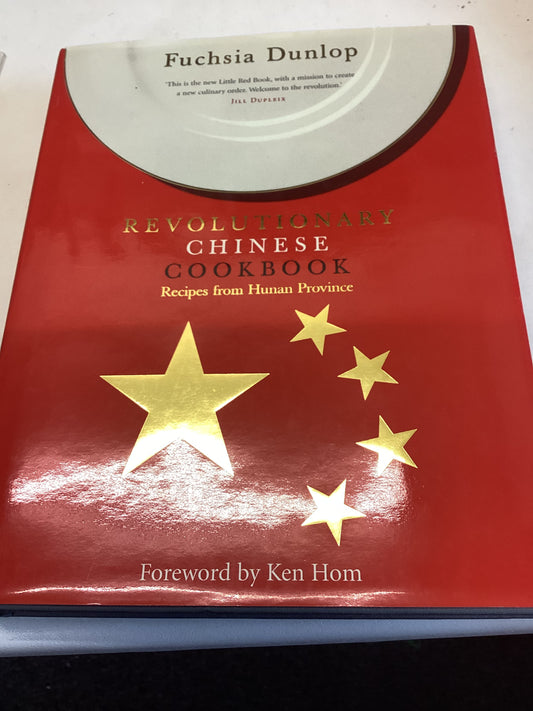 Fuchsia Dunlop
'This is the new Little Red Book, with a mission to create
a new culinary order. Welcome to the revolution.'
Jill Dupleix
REVOLUTIONARY
CHINESE
COOKBOOK
Recipes from Hunan Province
Foreword by Ken Hom